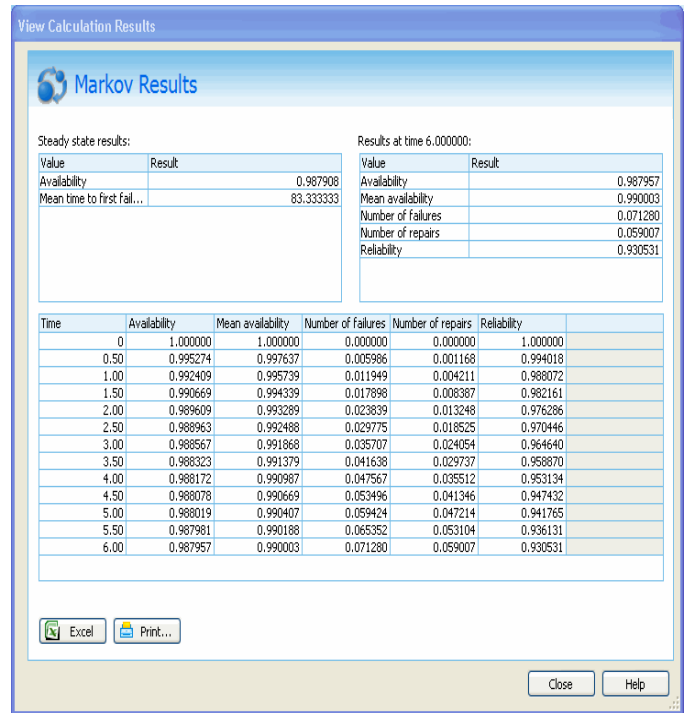 View Calculation Results
Markov Results
Steady state results:
Value Result
Availability 0.987908
Mean time to first fail... 83.333333
Results at time 6.000000:
Value Result
Availability 0.987957
Mean availability 0.990003
Number of failures 0.071280
Number of repairs 0.059007
Reliability 0.930531
Time Availability Mean availability Number of failures Number of repairs Reliability
0 1.000000 1.000000 0.000000 0.000000 1.000000
0.50 0.995274 0.997637 0.005986 0.001168 0.994018
1.00 0.992409 0.995739 0.011949 0.004211 0.988072
1.50 0.990669 0.994339 0.017898 0.008387 0.982161
2.00 0.989609 0.993289 0.023839 0.013248 0.976286
2.50 0.988963 0.992488 0.029775 0.018525 0.970446
3.00 0.988567 0.991868 0.035707 0.024054 0.964640
3.50 0.988323 0.991379 0.041638 0.029737 0.958870
4.00 0.988172 0.990987 0.047567 0.035512 0.953134
4.50 0.988078 0.990669 0.053496 0.041346 0.947432
5.00 0.988019 0.990407 0.059424 0.047214 0.941765
5.50 0.987981 0.990188 0.065352 0.053104 0.936131
6.00 0.987957 0.990003 0.071280 0.059007 0.930531
Excel Print...
Close Help